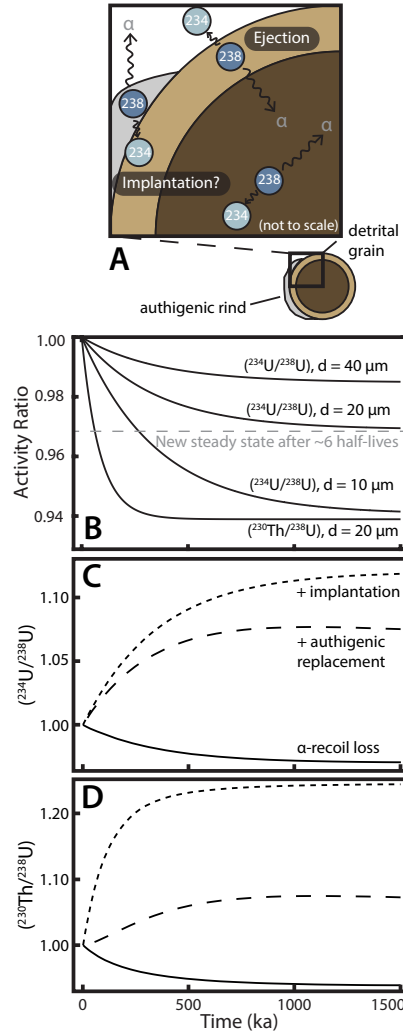 234
Ejection
238
α
238
α
α
234
Implantation?
238
234
(not to scale)
A
detrital
grain
authigenic rind
1.00
(²³⁴U/²³⁸U), d = 40 µm
0.98
(²³⁴U/²³⁸U), d = 20 µm
New steady state after ~6 half-lives
0.96
Activity Ratio
(²³⁴U/²³⁸U), d = 10 µm
0.94
B
(²³⁰Th/²³⁸U), d = 20 µm
C
+ implantation
1.10
+ authigenic
replacement
1.05
(²³⁴U/²³⁸U)
1.00
α-recoil loss
D
1.20
1.10
(²³⁰Th/²³⁸U)
1.00
0 500 1000 1500
Time (ka)